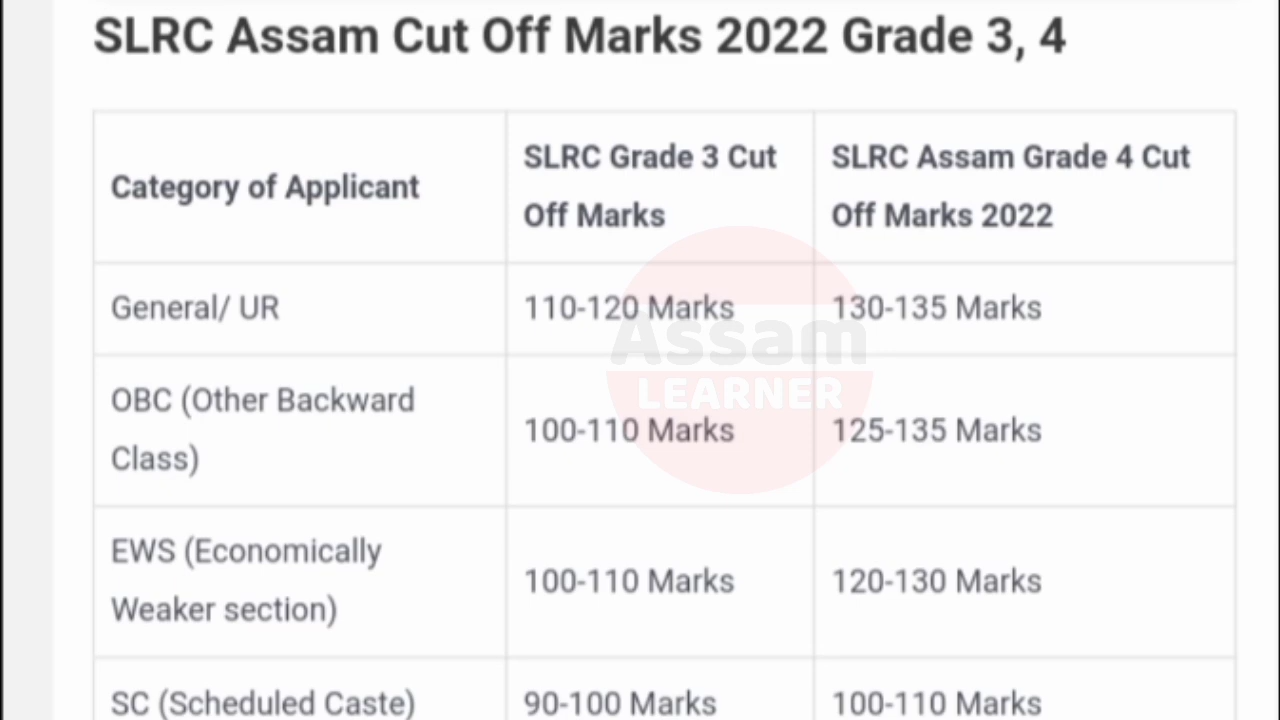 SLRC Assam Cut Off Marks 2022 Grade 3, 4
Category of Applicant
SLRC Grade 3 Cut
Off Marks
SLRC Assam Grade 4 Cut
Off Marks 2022
General/ UR
110-120 Marks
130-135 Marks
OBC (Other Backward
Class)
100-110 Marks
125-135 Marks
EWS (Economically
Weaker section)
100-110 Marks
120-130 Marks
SC (Scheduled Caste)
90-100 Marks
100-110 Marks
Assam
LEARNER